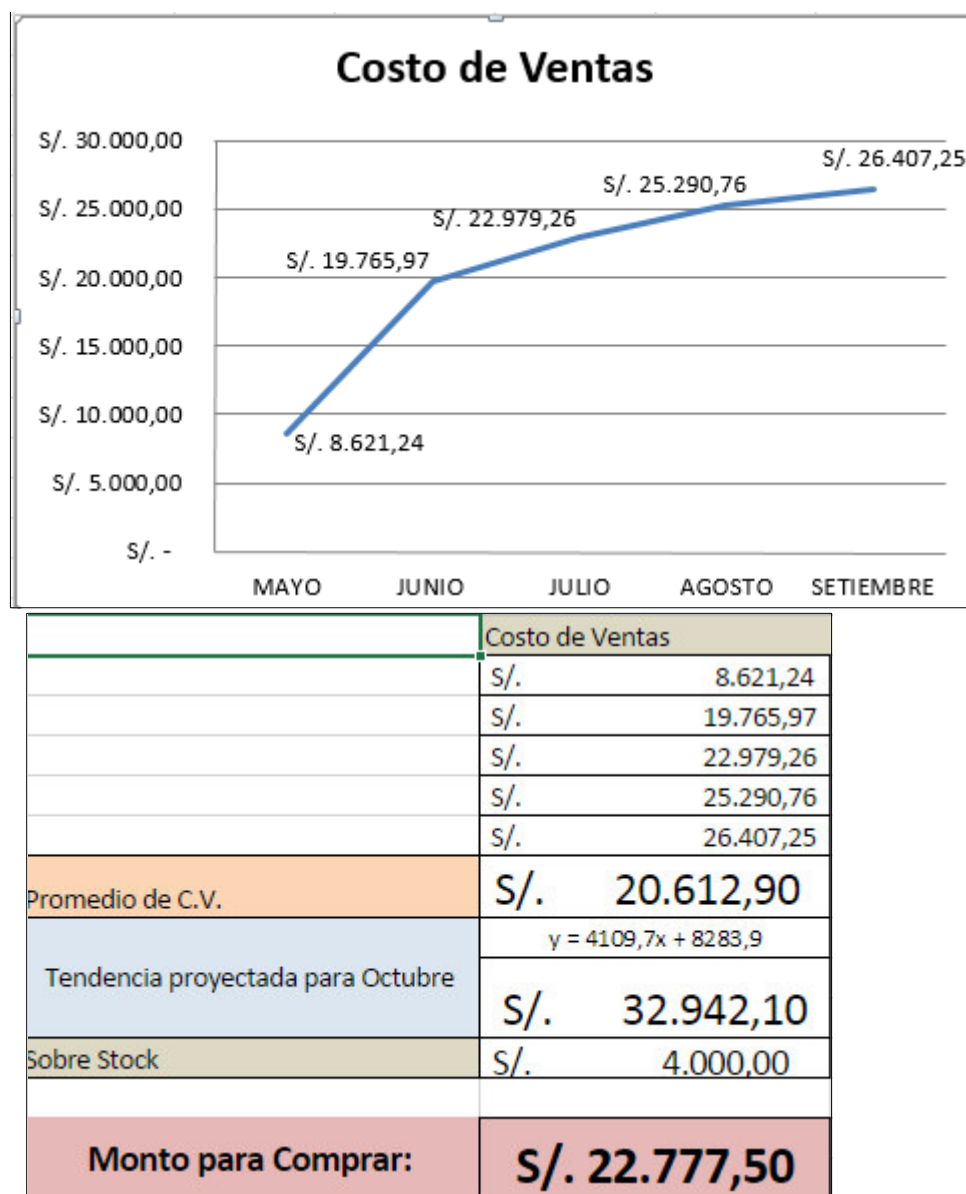 Costo de Ventas
S/. 30.000,00
S/. 25.000,00
S/. 20.000,00
S/. 15.000,00
S/. 10.000,00
S/. 5.000,00
S/. -
S/. 8.621,24
S/. 19.765,97
S/. 22.979,26
S/. 25.290,76
S/. 26.407,25
MAYO JUNIO JULIO AGOSTO SETIEMBRE
Costo de Ventas
S/. 8.621,24
S/. 19.765,97
S/. 22.979,26
S/. 25.290,76
S/. 26.407,25
Promedio de C.V. S/. 20.612,90
y = 4109,7x + 8283,9
Tendencia proyectada para Octubre S/. 32.942,10
Sobre Stock S/. 4.000,00
Monto para Comprar: S/. 22.777,50